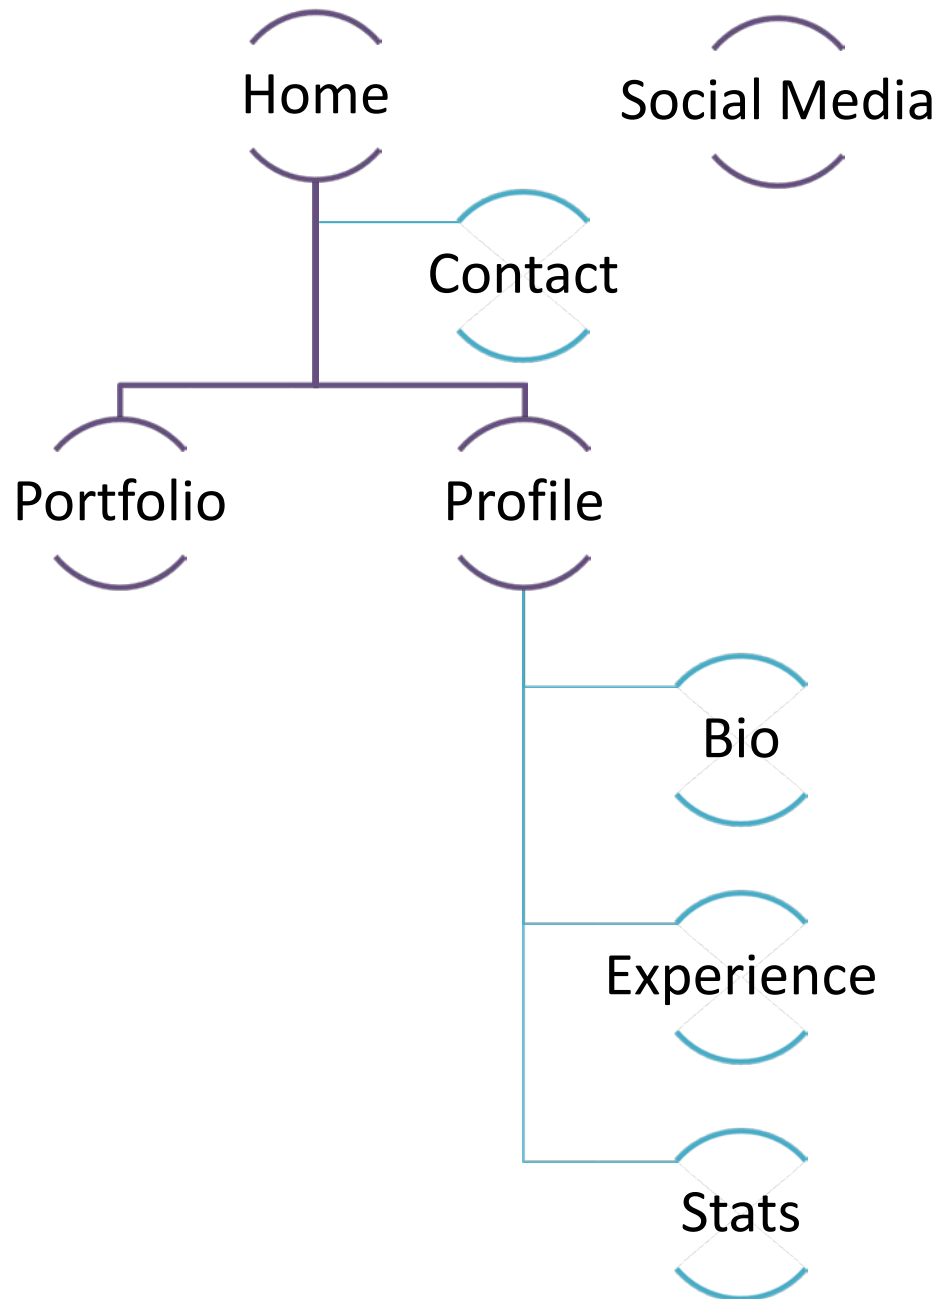 Home
Social Media
Contact
Portfolio
Profile
Bio
Experience
Stats